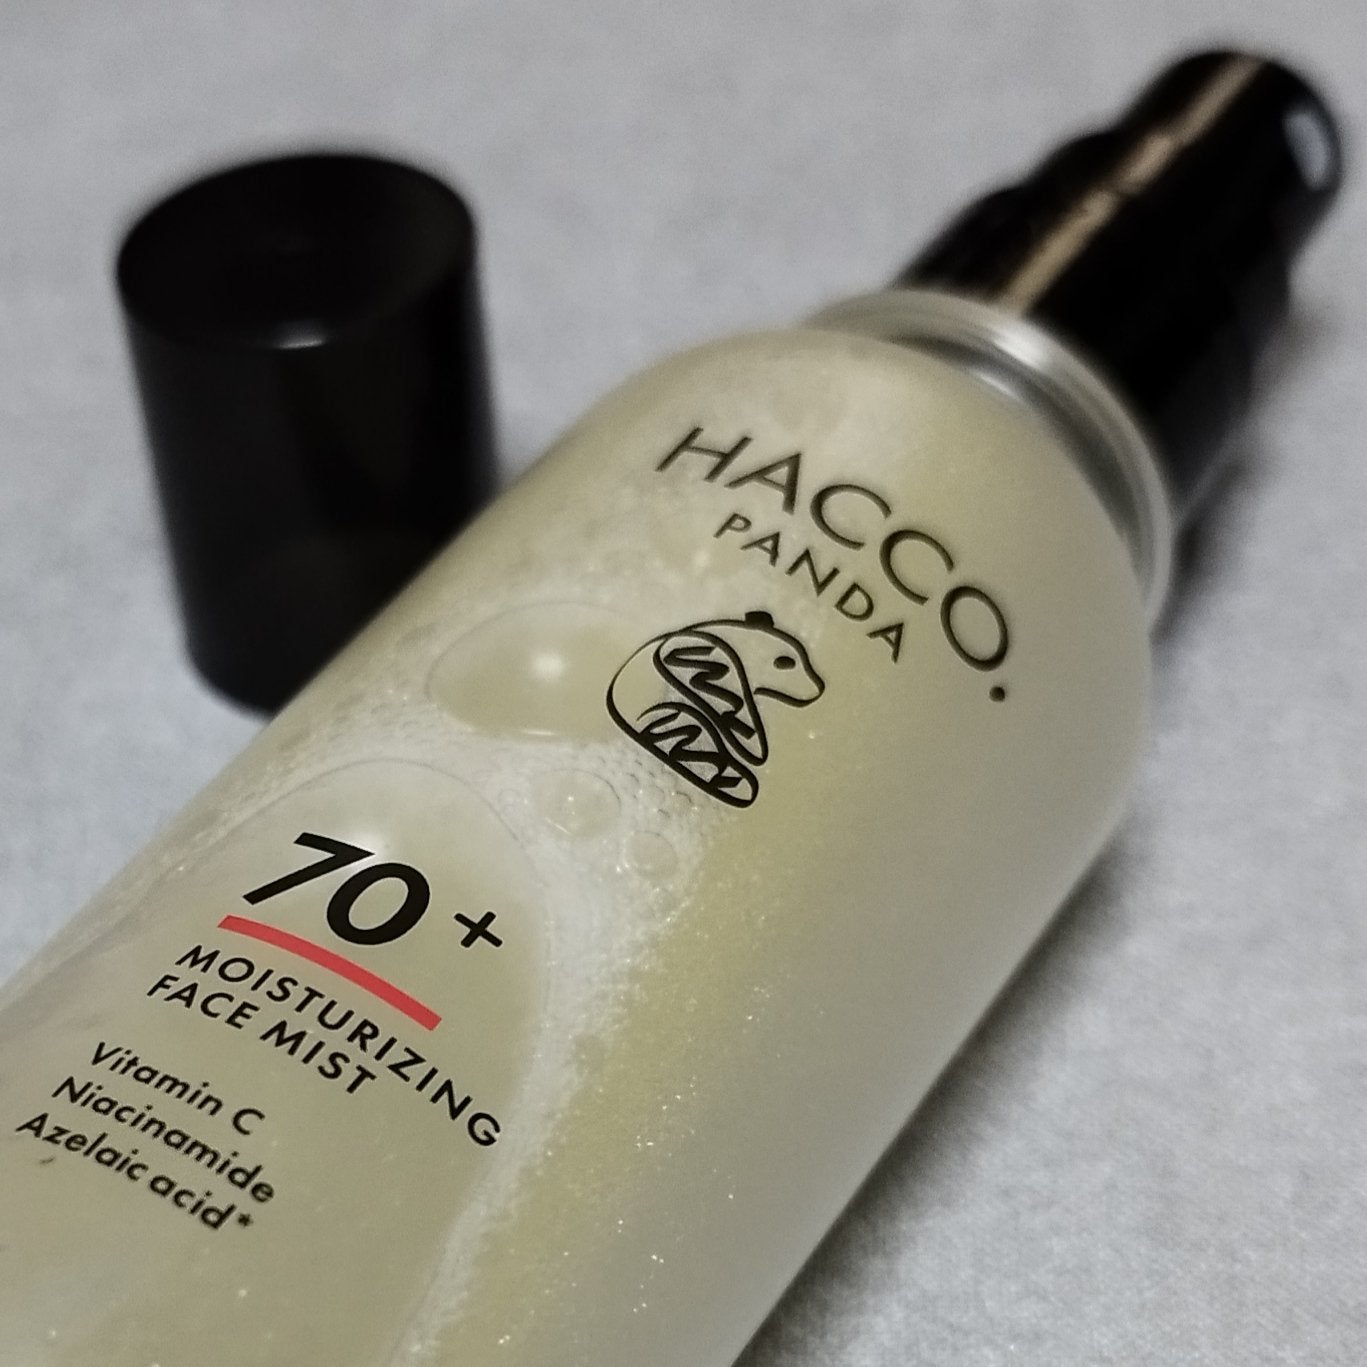 HACCO.
PANDA
70+
MOISTURIZING
FACE MIST
Vitamin C
Niacinamide
Azelaic acid*